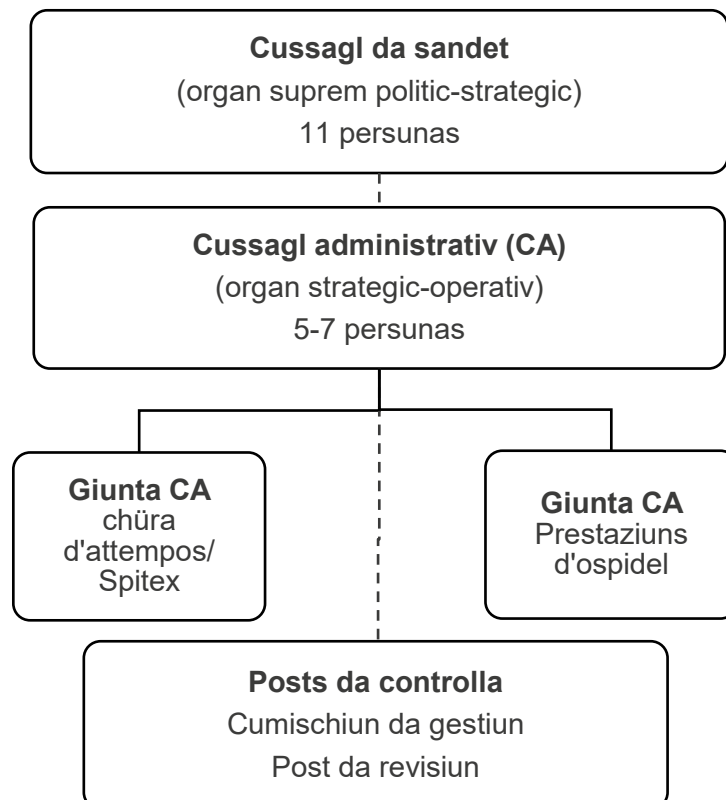 Cussagl da sandet
(organ suprem politic-strategic)
11 persunas
Cussagl administrativ (CA)
(organ strategic-operativ)
5-7 persunas
Giunta CA
chüra
d'attempos/
Spitex
Giunta CA
Prestaziuns
d'ospidel
Posts da controlla
Cumischiun da gestiun
Post da revisiun